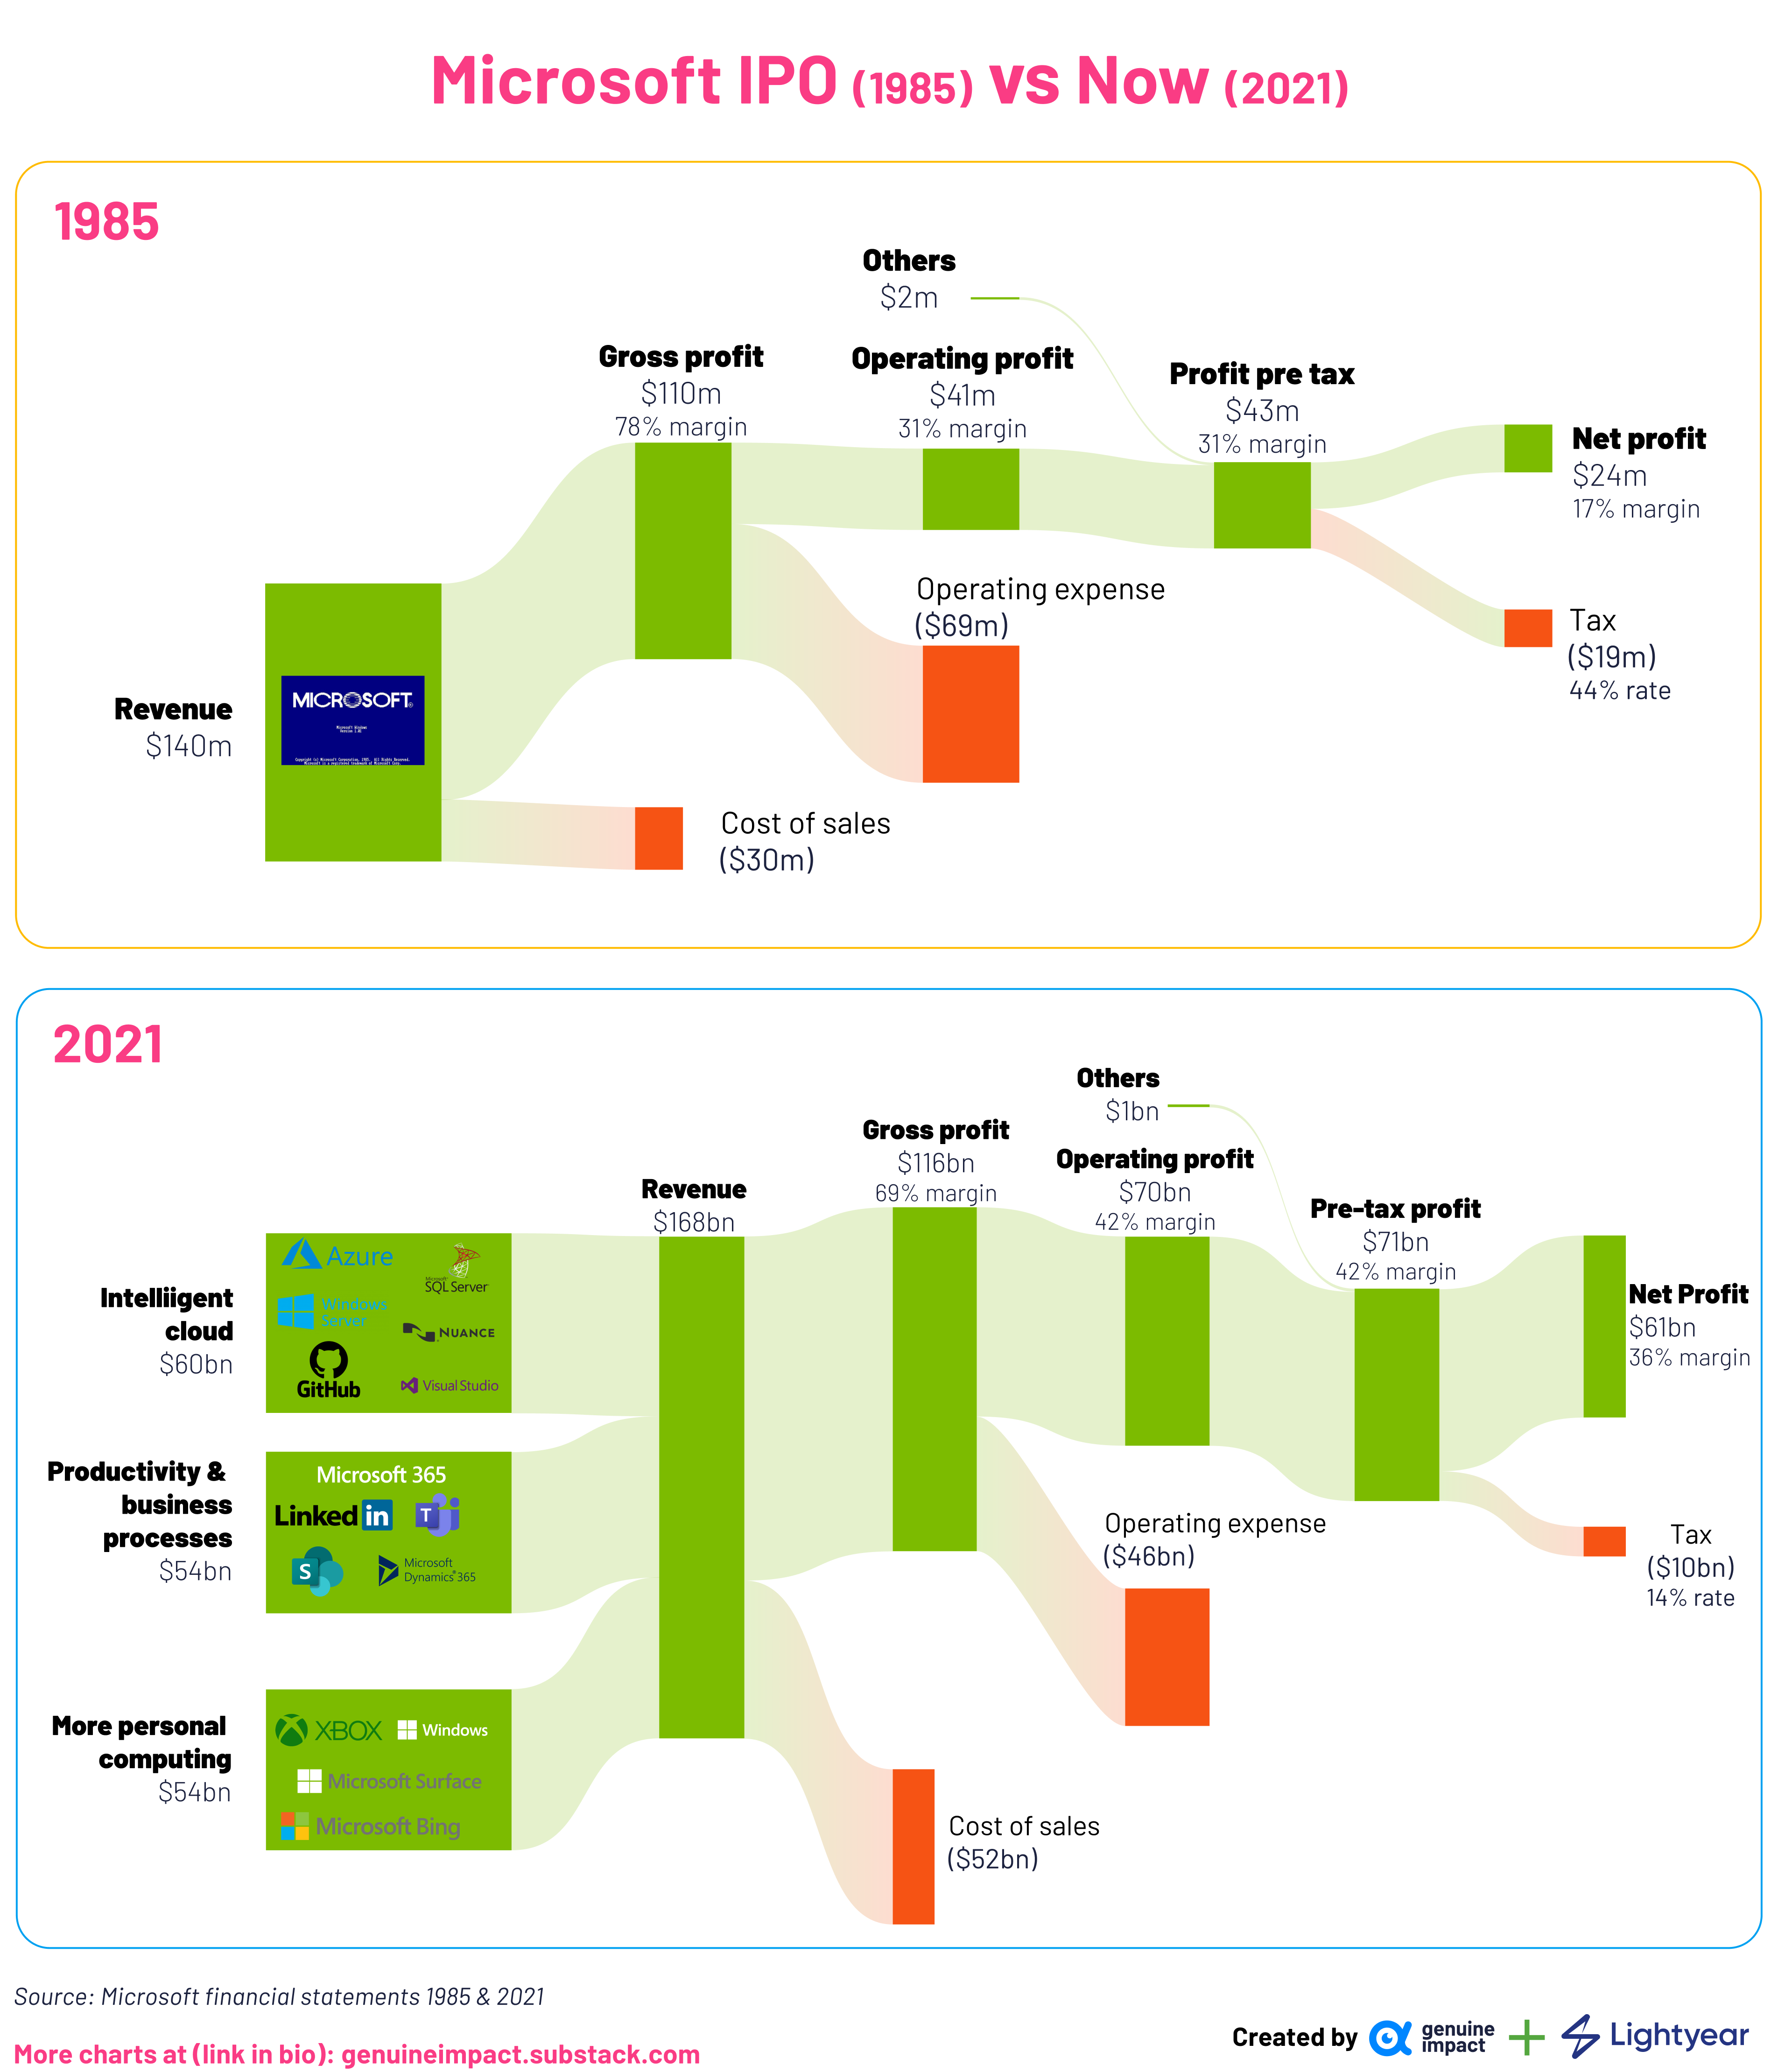 Microsoft IPO (1985) vs Now (2021)
1985
Others
$2m
Gross profit
$110m
78% margin
Operating profit
$41m
31% margin
Profit pre tax
$43m
31% margin
Net profit
$24m
17% margin
Operating expense
($69m)
Tax
($19m)
44% rate
Revenue
$140m
MICROSOFT®
Microsoft Windows
Cost of sales
($30m)
2021
Others
$1bn
Gross profit
$116bn
69% margin
Operating profit
$70bn
42% margin
Revenue
$168bn
Pre-tax profit
$71bn
42% margin
Net Profit
$61bn
36% margin
Intelliigent
cloud
$60bn
Azure
Microsoft
SQL Server
Windows
Server
NUANCE
GitHub
Visual Studio
Productivity &
business
processes
$54bn
Microsoft 365
Linked in
T
S
Microsoft
Dynamics 365
Operating expense
($46bn)
Tax
($10bn)
14% rate
More personal
computing
$54bn
XBOX
Windows
Microsoft Surface
Microsoft Bing
Cost of sales
($52bn)
Source: Microsoft financial statements 1985 & 2021
More charts at (link in bio): genuineimpact.substack.com
Created by genuine impact + Lightyear